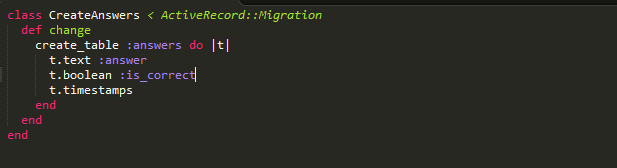 class CreateAnswers < ActiveRecord::Migration
  def change
    create_table :answers do |t|
      t.text :answer
      t.boolean :is_correct
      t.timestamps
    end
  end
end